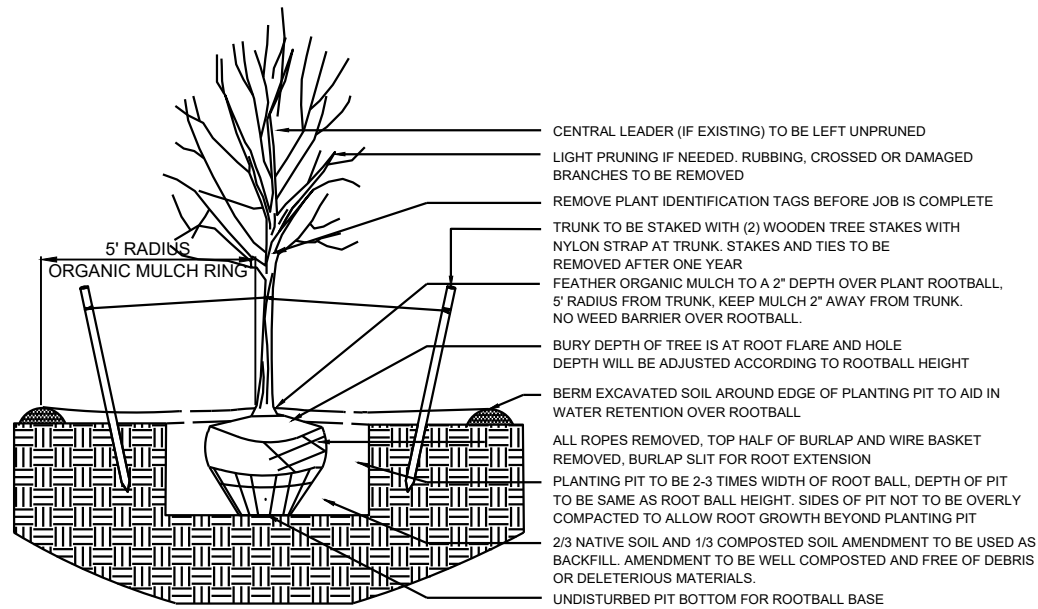 CENTRAL LEADER (IF EXISTING) TO BE LEFT UNPRUNED
LIGHT PRUNING IF NEEDED. RUBBING, CROSSED OR DAMAGED
BRANCHES TO BE REMOVED
REMOVE PLANT IDENTIFICATION TAGS BEFORE JOB IS COMPLETE
5' RADIUS
ORGANIC MULCH RING
TRUNK TO BE STAKED WITH (2) WOODEN TREE STAKES WITH
NYLON STRAP AT TRUNK. STAKES AND TIES TO BE
REMOVED AFTER ONE YEAR
FEATHER ORGANIC MULCH TO A 2" DEPTH OVER PLANT ROOTBALL,
5' RADIUS FROM TRUNK, KEEP MULCH 2" AWAY FROM TRUNK.
NO WEED BARRIER OVER ROOTBALL.
BURY DEPTH OF TREE IS AT ROOT FLARE AND HOLE
DEPTH WILL BE ADJUSTED ACCORDING TO ROOTBALL HEIGHT
BERM EXCAVATED SOIL AROUND EDGE OF PLANTING PIT TO AID IN
WATER RETENTION OVER ROOTBALL
ALL ROPES REMOVED, TOP HALF OF BURLAP AND WIRE BASKET
REMOVED, BURLAP SLIT FOR ROOT EXTENSION
PLANTING PIT TO BE 2-3 TIMES WIDTH OF ROOT BALL, DEPTH OF PIT
TO BE SAME AS ROOT BALL HEIGHT. SIDES OF PIT NOT TO BE OVERLY
COMPACTED TO ALLOW ROOT GROWTH BEYOND PLANTING PIT
2/3 NATIVE SOIL AND 1/3 COMPOSTED SOIL AMENDMENT TO BE USED AS
BACKFILL. AMENDMENT TO BE WELL COMPOSTED AND FREE OF DEBRIS
OR DELETERIOUS MATERIALS.
UNDISTURBED PIT BOTTOM FOR ROOTBALL BASE